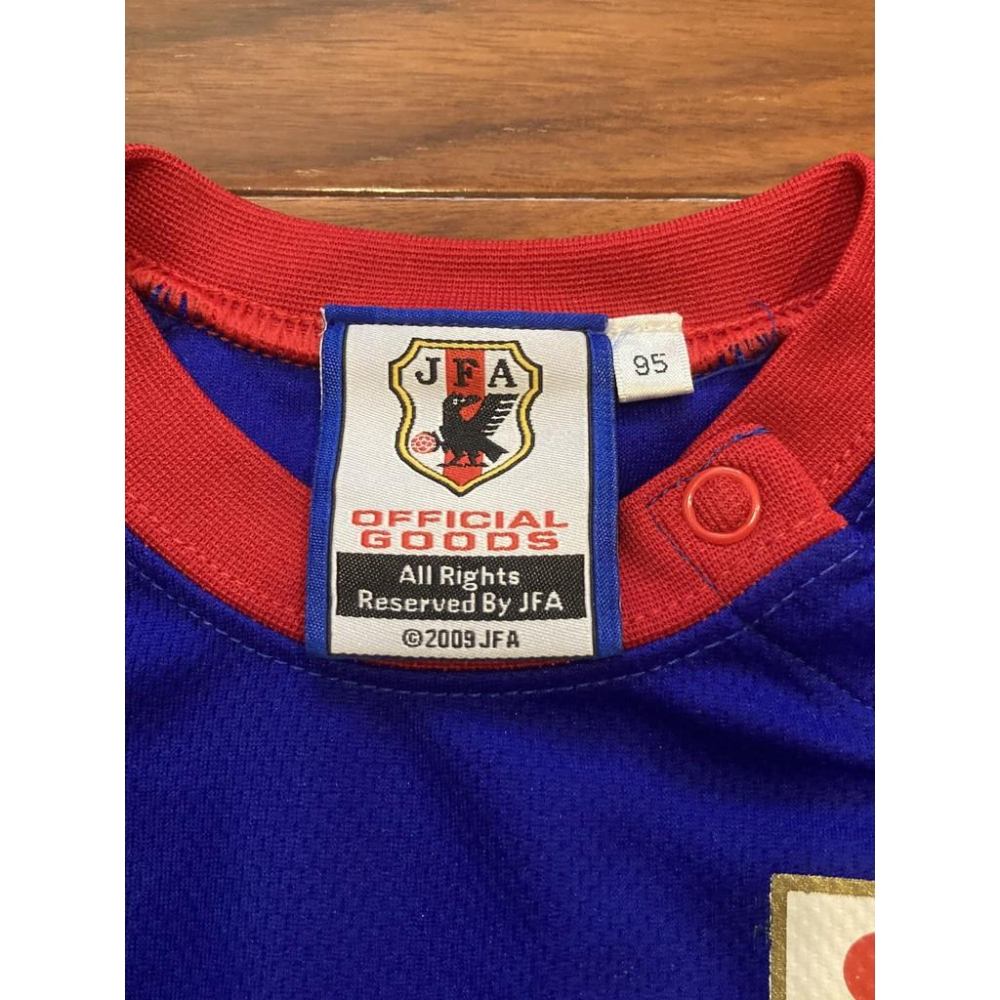 JFA
95
OFFICIAL
GOODS
All Rights
Reserved By JFA
©2009 JFA